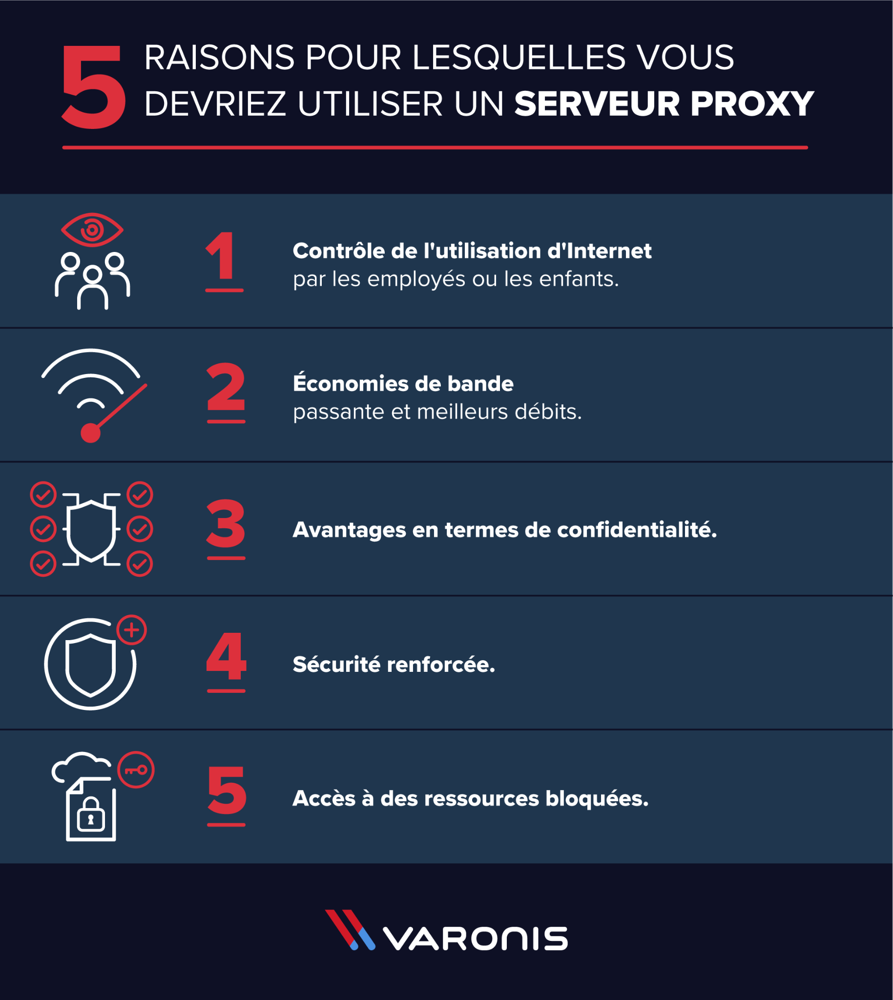 5 RAISONS POUR LESQUELLES VOUS
DEVRIEZ UTILISER UN SERVEUR PROXY
1
Contrôle de l'utilisation d'Internet
par les employés ou les enfants.
2
Économies de bande
passante et meilleurs débits.
3
Avantages en termes de confidentialité.
4
Sécurité renforcée.
5
Accès à des ressources bloquées.
VARONIS